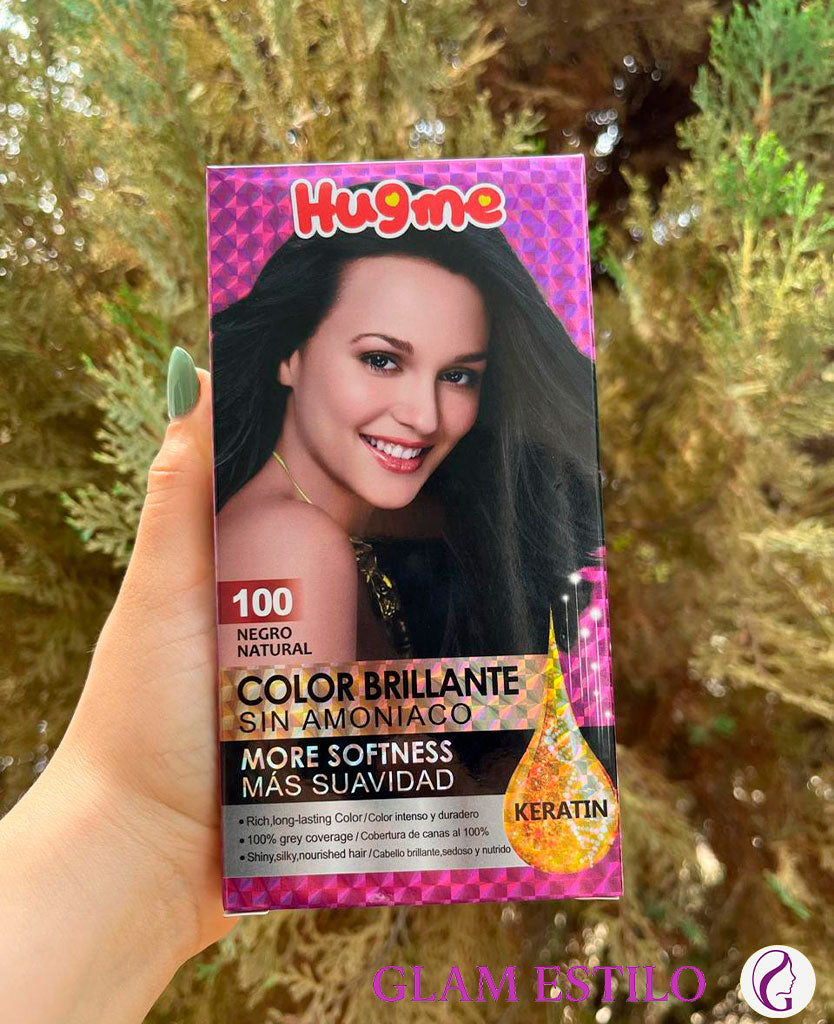 Hugme
100
NEGRO
NATURAL
COLOR BRILLANTE
SIN AMONIACO
MORE SOFTNESS
MÁS SUAVIDAD
KERATIN
• Rich,long-lasting Color/Color intenso y duradero
• 100% grey coverage/Cobertura de canas al 100%
• Shiny,silky,nourished hair/Cabello brillante,sedoso y nutrido
GLAM ESTILO
G